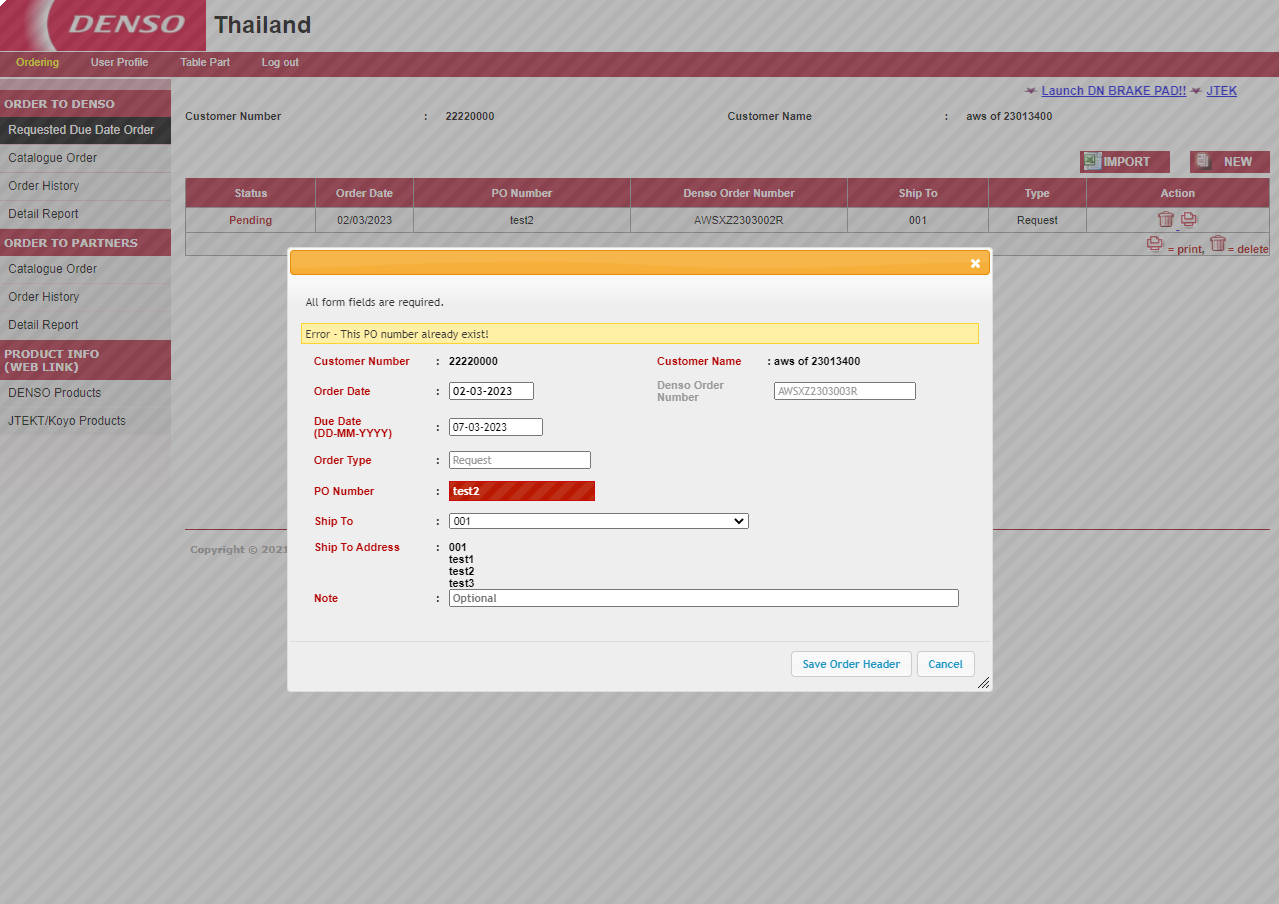 DENSO Thailand
Ordering User Profile Table Part Log out
Launch DN BRAKE PAD!! JTEK
ORDER TO DENSO
Requested Due Date Order
Catalogue Order
Order History
Detail Report
ORDER TO PARTNERS
Catalogue Order
Order History
Detail Report
PRODUCT INFO
(WEB LINK)
DENSO Products
JTEKT/Koyo Products
Customer Number : 22220000 Customer Name : aws of 23013400
IMPORT NEW
Status Order Date PO Number Denso Order Number Ship To Type Action
Pending 02/03/2023 test2 AWSXZ2303002R 001 Request
= print, = delete
All form fields are required.
Error - This PO number already exist!
Customer Number : 22220000 Customer Name : aws of 23013400
Order Date : 02-03-2023 Denso Order
Number AWSXZ2303003R
Due Date
(DD-MM-YYYY) : 07-03-2023
Order Type : Request
PO Number : test2
Ship To : 001
Ship To Address : 001
test1
test2
test3
Note : Optional
Save Order Header Cancel
Copyright © 2021